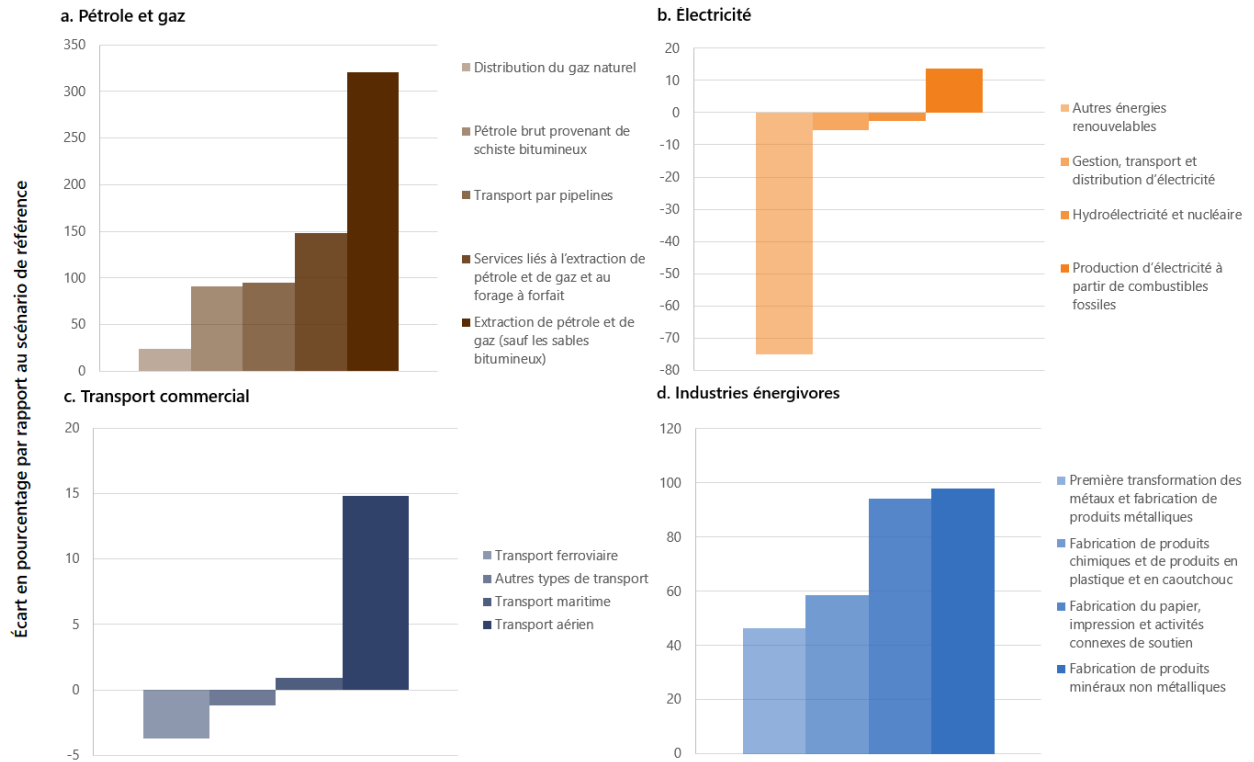 Écart en pourcentage par rapport au scénario de référence
a. Pétrole et gaz
350
300
250
200
150
100
50
0
Distribution du gaz naturel
Pétrole brut provenant de
schiste bitumineux
Transport par pipelines
Services liés à l'extraction de
pétrole et de gaz et au
forage à forfait
Extraction de pétrole et de
gaz (sauf les sables
bitumineux)
b. Électricité
20
10
0
-10
-20
-30
-40
-50
-60
-70
-80
Autres énergies
renouvelables
Gestion, transport et
distribution d'électricité
Hydroélectricité et nucléaire
Production d'électricité à
partir de combustibles
fossiles
c. Transport commercial
20
15
10
5
0
-5
Transport ferroviaire
Autres types de transport
Transport maritime
Transport aérien
d. Industries énergivores
120
100
80
60
40
20
0
Première transformation des
métaux et fabrication de
produits métalliques
Fabrication de produits
chimiques et de produits en
plastique et en caoutchouc
Fabrication du papier,
impression et activités
connexes de soutien
Fabrication de produits
minéraux non métalliques